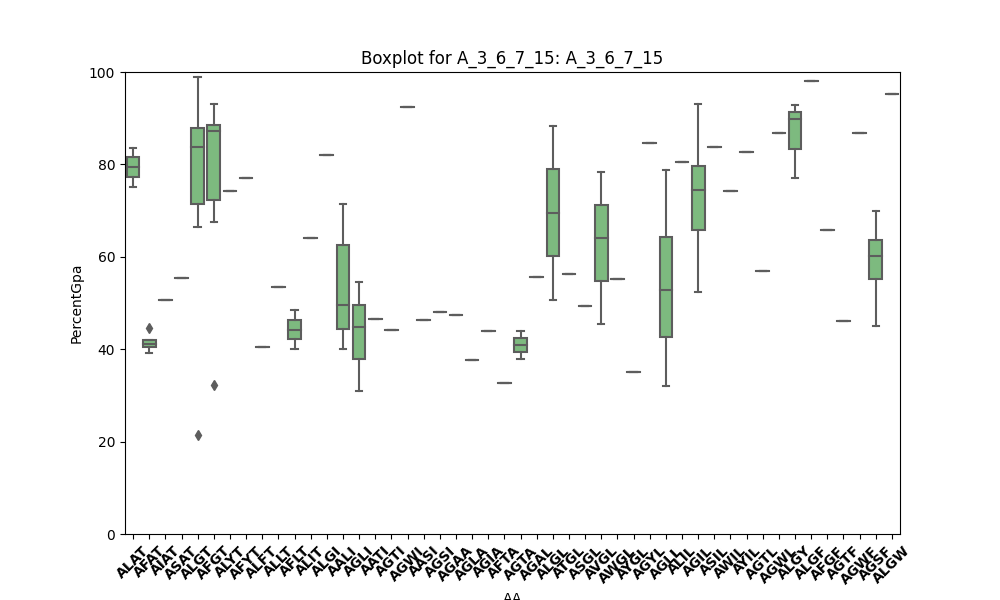 Boxplot for A_3_6_7_15: A_3_6_7_15
PercentGpa
100
80
60
40
20
0
ALAT
AFAT
AIAT
ASAT
ALGT
AFGT
ALYT
AFYT
ALFT
ALLT
AFLT
ALIT
ALGI
AALI
AGLI
AATI
AGTI
AGWI
AASI
AGSI
AGAA
AGLA
AGIA
AFTA
AGTA
AGAL
ALGL
ATGL
ASGL
AVGL
AWGL
AYGL
AGYL
AGLL
ALIL
AGIL
ASIL
AWIL
AYIL
AGTL
AGWL
ALGY
ALGF
AFGF
AGTF
AGWF
AGSF
ALGW
AA